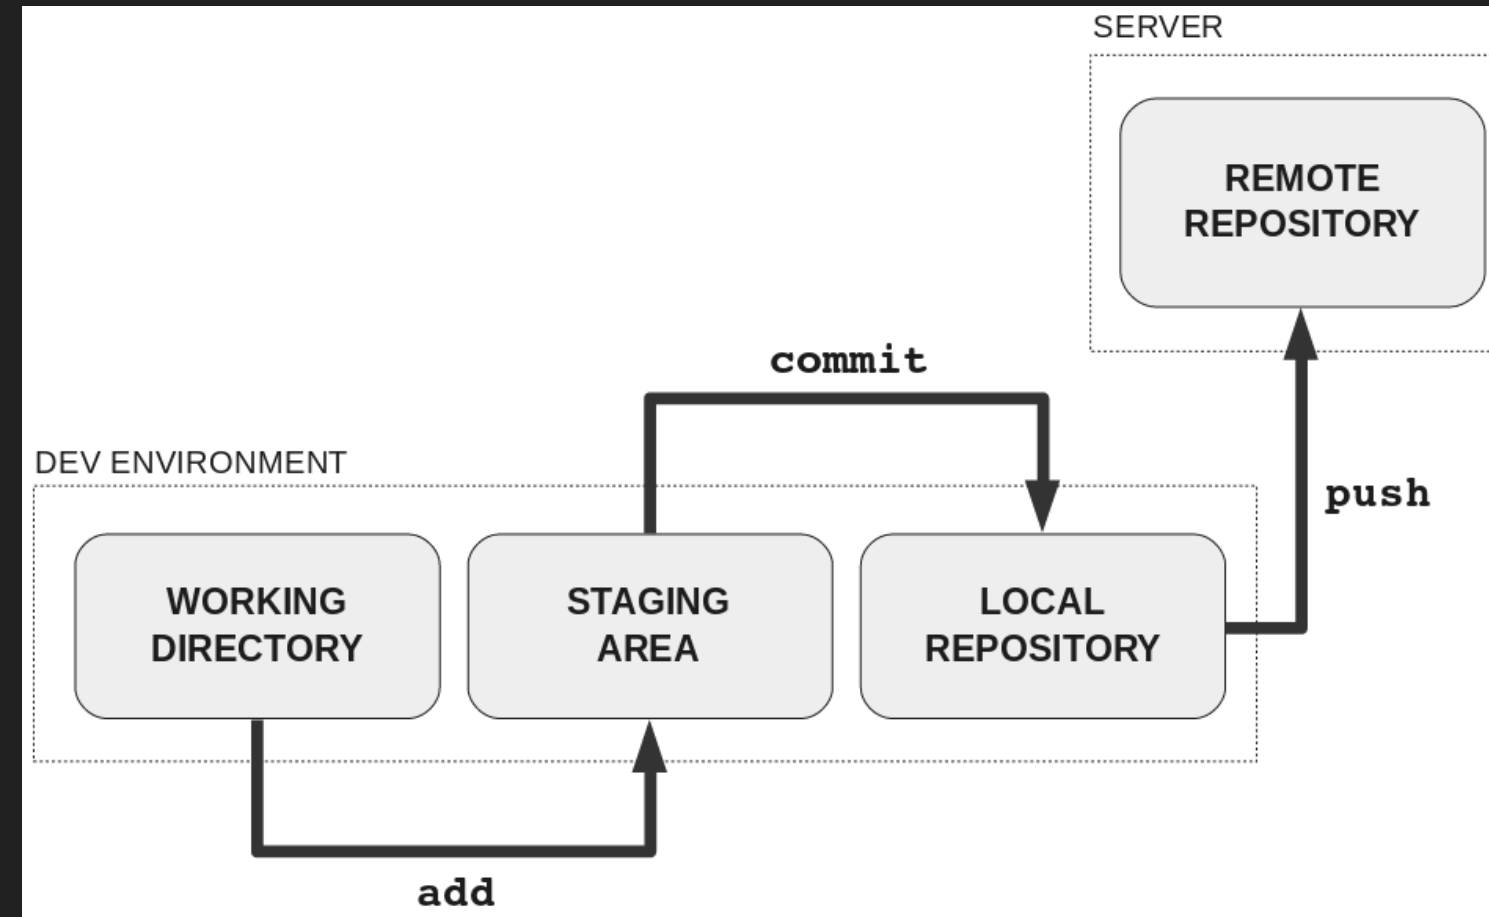 SERVER
REMOTE
REPOSITORY
commit
DEV ENVIRONMENT
push
WORKING
DIRECTORY
STAGING
AREA
LOCAL
REPOSITORY
add